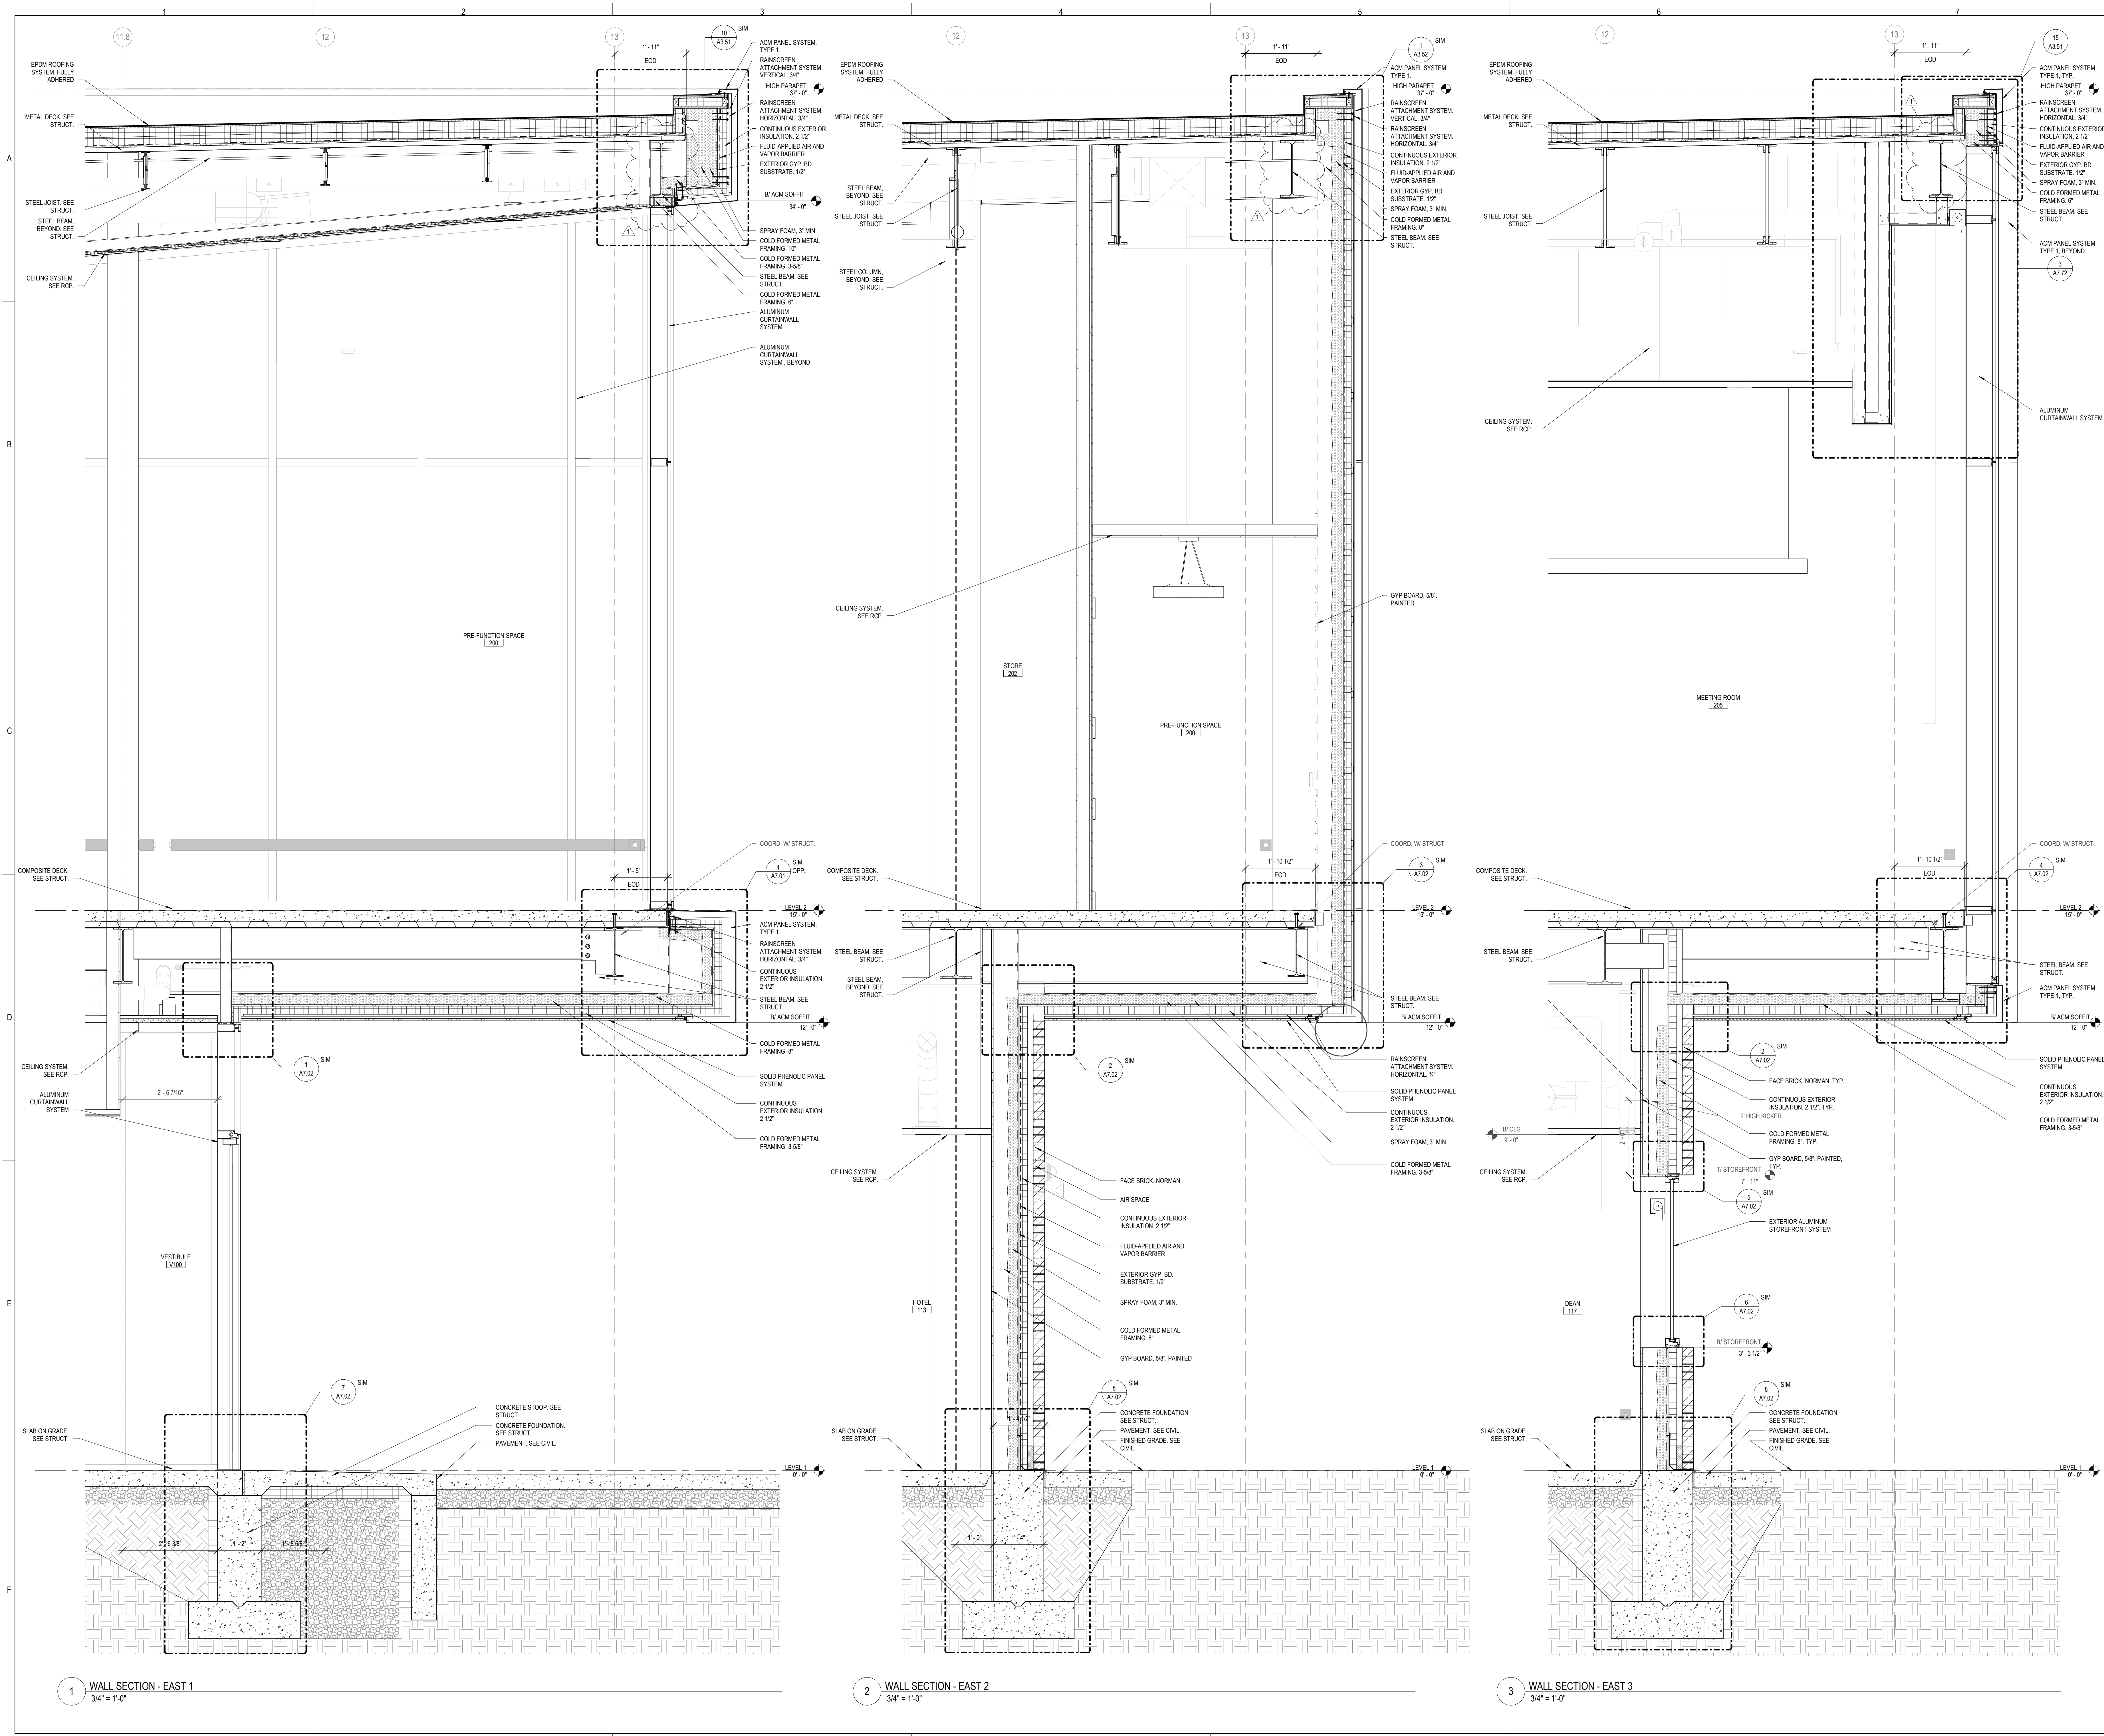 1
2
3
4
5
6
7
A
B
C
D
E
F
11.8
12
13
1' - 11"
EOD
10
A3.51
SIM
EPDM ROOFING
SYSTEM. FULLY
ADHERED
METAL DECK. SEE
STRUCT.
STEEL JOIST. SEE
STRUCT.
STEEL BEAM,
BEYOND. SEE
STRUCT.
CEILING SYSTEM.
SEE RCP.
ACM PANEL SYSTEM.
TYPE 1.
RAINSCREEN
ATTACHMENT SYSTEM.
VERTICAL. 3/4"
HIGH PARAPET
37' - 0"
RAINSCREEN
ATTACHMENT SYSTEM.
HORIZONTAL. 3/4"
CONTINUOUS EXTERIOR
INSULATION, 2 1/2"
FLUID-APPLIED AIR AND
VAPOR BARRIER
EXTERIOR GYP. BD.
SUBSTRATE. 1/2"
B/ ACM SOFFIT
34' - 0"
1
SPRAY FOAM, 3" MIN.
COLD FORMED METAL
FRAMING. 10"
COLD FORMED METAL
FRAMING. 3-5/8"
STEEL BEAM. SEE
STRUCT.
COLD FORMED METAL
FRAMING. 6"
ALUMINUM
CURTAINWALL
SYSTEM
ALUMINUM
CURTAINWALL
SYSTEM , BEYOND
PRE-FUNCTION SPACE
200
COORD. W/ STRUCT.
4
A7.01
SIM
OPP.
1' - 5"
EOD
COMPOSITE DECK.
SEE STRUCT.
LEVEL 2
15' - 0"
ACM PANEL SYSTEM.
TYPE 1.
RAINSCREEN
ATTACHMENT SYSTEM.
HORIZONTAL. 3/4"
CONTINUOUS
EXTERIOR INSULATION.
2 1/2"
STEEL BEAM. SEE
STRUCT.
B/ ACM SOFFIT
12' - 0"
COLD FORMED METAL
FRAMING. 8"
SOLID PHENOLIC PANEL
SYSTEM
CONTINUOUS
EXTERIOR INSULATION.
2 1/2"
COLD FORMED METAL
FRAMING. 3-5/8"
CEILING SYSTEM.
SEE RCP.
ALUMINUM
CURTAINWALL
SYSTEM
1
A7.02
SIM
2' - 6 7/16"
VESTIBULE
V100
7
A7.02
SIM
CONCRETE STOOP. SEE
STRUCT.
CONCRETE FOUNDATION.
SEE STRUCT.
PAVEMENT. SEE CIVIL.
SLAB ON GRADE.
SEE STRUCT.
LEVEL 1
0' - 0"
2' - 6 3/8"
1' - 2"
1' - 8 5/8"
1
WALL SECTION - EAST 1
3/4" = 1'-0"
12
13
1' - 11"
EOD
1
A3.52
SIM
EPDM ROOFING
SYSTEM. FULLY
ADHERED
METAL DECK. SEE
STRUCT.
STEEL BEAM,
BEYOND. SEE
STRUCT.
STEEL JOIST. SEE
STRUCT.
STEEL COLUMN,
BEYOND. SEE
STRUCT.
ACM PANEL SYSTEM.
TYPE 1.
HIGH PARAPET
37' - 0"
RAINSCREEN
ATTACHMENT SYSTEM.
VERTICAL. 3/4"
RAINSCREEN
ATTACHMENT SYSTEM.
HORIZONTAL. 3/4"
CONTINUOUS EXTERIOR
INSULATION. 2 1/2"
FLUID-APPLIED AIR AND
VAPOR BARRIER
EXTERIOR GYP. BD.
SUBSTRATE. 1/2"
SPRAY FOAM, 3" MIN.
COLD FORMED METAL
FRAMING. 8"
STEEL BEAM. SEE
STRUCT.
1
CEILING SYSTEM.
SEE RCP.
GYP BOARD, 5/8".
PAINTED
STORE
202
PRE-FUNCTION SPACE
200
COORD. W/ STRUCT.
3
A7.02
SIM
1' - 10 1/2"
EOD
COMPOSITE DECK.
SEE STRUCT.
LEVEL 2
15' - 0"
STEEL BEAM. SEE
STRUCT.
STEEL BEAM,
BEYOND. SEE
STRUCT.
STEEL BEAM. SEE
STRUCT.
B/ ACM SOFFIT
12' - 0"
RAINSCREEN
ATTACHMENT SYSTEM.
HORIZONTAL. ¾"
SOLID PHENOLIC PANEL
SYSTEM
CONTINUOUS
EXTERIOR INSULATION.
2 1/2"
SPRAY FOAM, 3" MIN.
COLD FORMED METAL
FRAMING. 3-5/8"
2
A7.02
SIM
CEILING SYSTEM.
SEE RCP.
FACE BRICK. NORMAN.
AIR SPACE
CONTINUOUS EXTERIOR
INSULATION. 2 1/2"
FLUID-APPLIED AIR AND
VAPOR BARRIER
EXTERIOR GYP. BD.
SUBSTRATE. 1/2"
SPRAY FOAM, 3" MIN.
COLD FORMED METAL
FRAMING. 8"
GYP BOARD, 5/8". PAINTED
HOTEL
113
8
A7.02
SIM
1' - 4 1/2"
CONCRETE FOUNDATION.
SEE STRUCT.
PAVEMENT. SEE CIVIL.
FINISHED GRADE. SEE
CIVIL.
SLAB ON GRADE.
SEE STRUCT.
LEVEL 1
0' - 0"
1' - 0"
1' - 4"
2
WALL SECTION - EAST 2
3/4" = 1'-0"
12
13
1' - 11"
EOD
15
A3.51
EPDM ROOFING
SYSTEM. FULLY
ADHERED
METAL DECK. SEE
STRUCT.
STEEL JOIST. SEE
STRUCT.
1
ACM PANEL SYSTEM.
TYPE 1, TYP.
HIGH PARAPET
37' - 0"
RAINSCREEN
ATTACHMENT SYSTEM.
HORIZONTAL. 3/4"
CONTINUOUS EXTERIOR
INSULATION, 2 1/2"
FLUID-APPLIED AIR AND
VAPOR BARRIER
EXTERIOR GYP. BD.
SUBSTRATE. 1/2"
SPRAY FOAM, 3" MIN.
COLD FORMED METAL
FRAMING. 6"
STEEL BEAM. SEE
STRUCT.
ACM PANEL SYSTEM.
TYPE 1, BEYOND.
3
A7.72
ALUMINUM
CURTAINWALL SYSTEM
CEILING SYSTEM.
SEE RCP.
MEETING ROOM
205
COORD. W/ STRUCT.
4
A7.02
SIM
1' - 10 1/2"
EOD
COMPOSITE DECK.
SEE STRUCT.
LEVEL 2
15' - 0"
STEEL BEAM. SEE
STRUCT.
STEEL BEAM. SEE
STRUCT.
ACM PANEL SYSTEM.
TYPE 1, TYP.
B/ ACM SOFFIT
12' - 0"
SOLID PHENOLIC PANEL
SYSTEM
CONTINUOUS
EXTERIOR INSULATION.
2 1/2"
COLD FORMED METAL
FRAMING. 3-5/8"
2
A7.02
SIM
FACE BRICK. NORMAN, TYP.
CONTINUOUS EXTERIOR
INSULATION. 2 1/2", TYP.
2' HIGH KICKER
COLD FORMED METAL
FRAMING. 8", TYP.
GYP BOARD, 5/8". PAINTED,
TYP.
B/ CLG
9' - 0"
2' - 0"
CEILING SYSTEM.
SEE RCP.
T/ STOREFRONT
7' - 11"
5
A7.02
SIM
EXTERIOR ALUMINUM
STOREFRONT SYSTEM
DEAN
117
6
A7.02
SIM
B/ STOREFRONT
3' - 3 1/2"
8
A7.02
SIM
CONCRETE FOUNDATION.
SEE STRUCT.
PAVEMENT. SEE CIVIL.
FINISHED GRADE. SEE
CIVIL.
SLAB ON GRADE.
SEE STRUCT.
LEVEL 1
0' - 0"
3
WALL SECTION - EAST 3
3/4" = 1'-0"